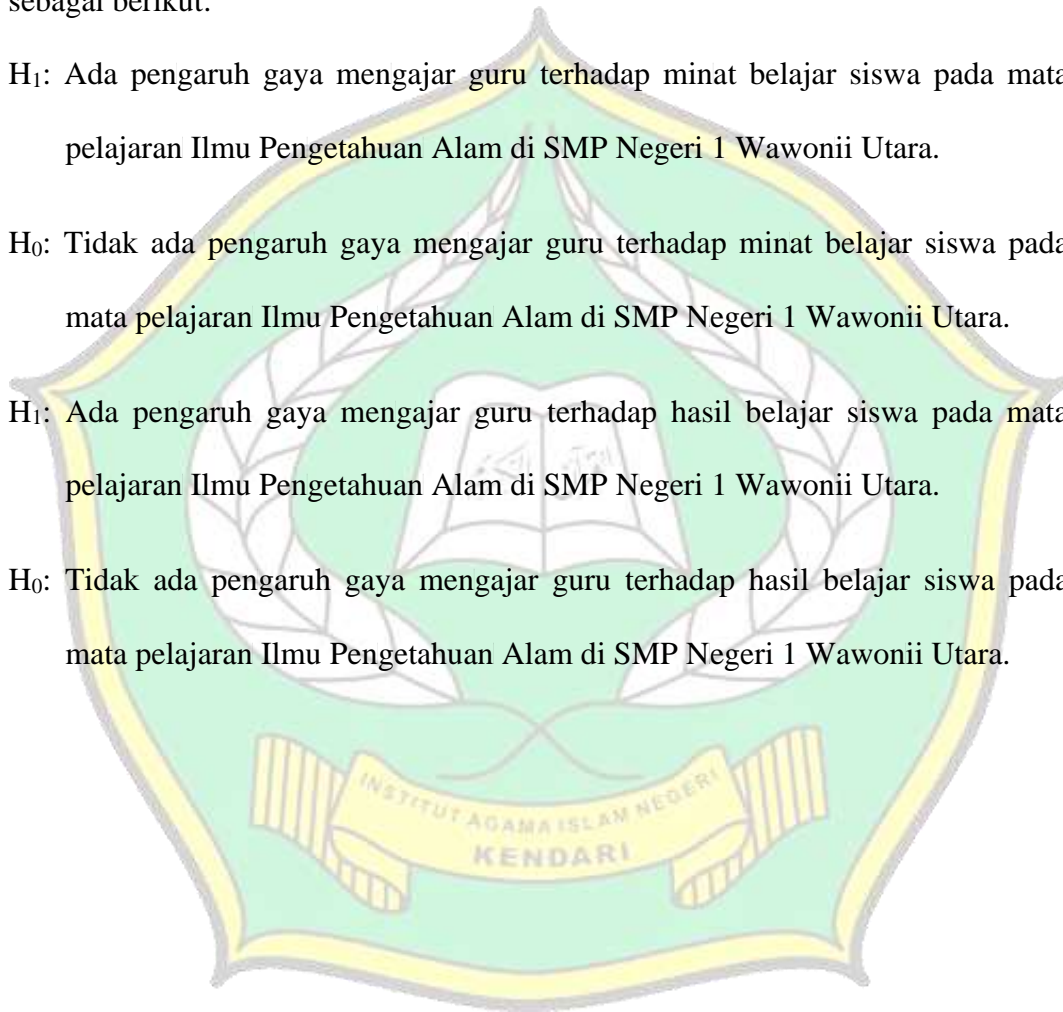 sebagai berikut:
H₁: Ada pengaruh gaya mengajar guru terhadap minat belajar siswa pada mata
pelajaran Ilmu Pengetahuan Alam di SMP Negeri 1 Wawonii Utara.
H₀: Tidak ada pengaruh gaya mengajar guru terhadap minat belajar siswa pada
mata pelajaran Ilmu Pengetahuan Alam di SMP Negeri 1 Wawonii Utara.
H₁: Ada pengaruh gaya mengajar guru terhadap hasil belajar siswa pada mata
pelajaran Ilmu Pengetahuan Alam di SMP Negeri 1 Wawonii Utara.
H₀: Tidak ada pengaruh gaya mengajar guru terhadap hasil belajar siswa pada
mata pelajaran Ilmu Pengetahuan Alam di SMP Negeri 1 Wawonii Utara.
INSTITUT AGAMA ISLAM NEGERI
KENDARI